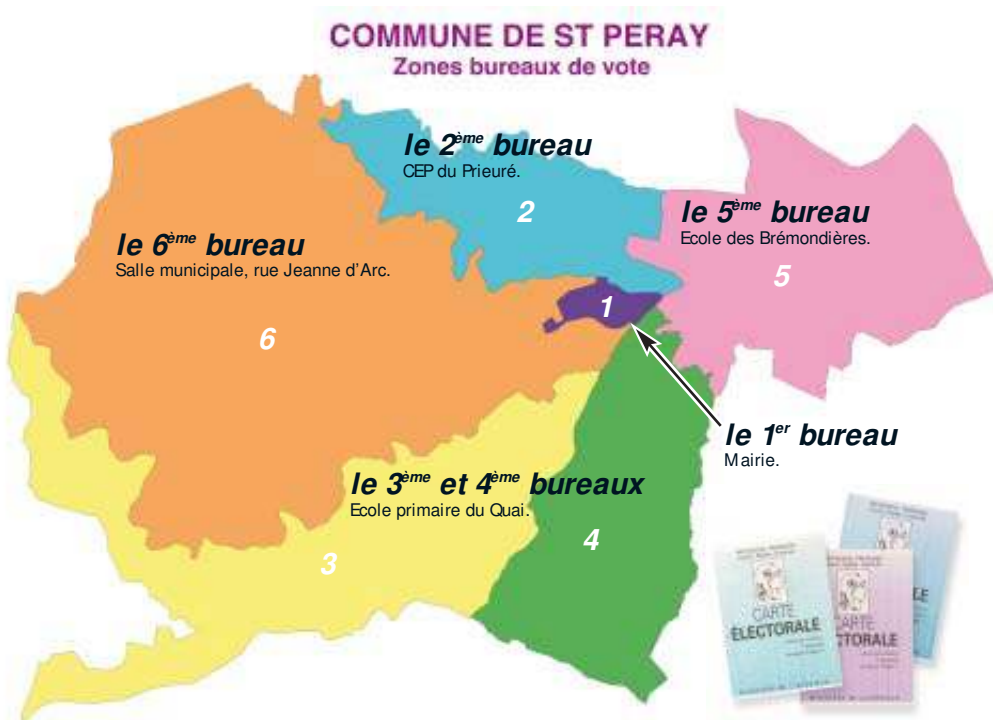 COMMUNE DE ST PERAY
Zones bureaux de vote
le 2ème bureau
CEP du Prieuré.
2
le 5ème bureau
Ecole des Brémondières.
5
le 6ème bureau
Salle municipale, rue Jeanne d'Arc.
6
1
le 1er bureau
Mairie.
le 3ème et 4ème bureaux
Ecole primaire du Quai.
3
4
CARTE
ÉLECTORALE
CARTE
CTORALE
ALE